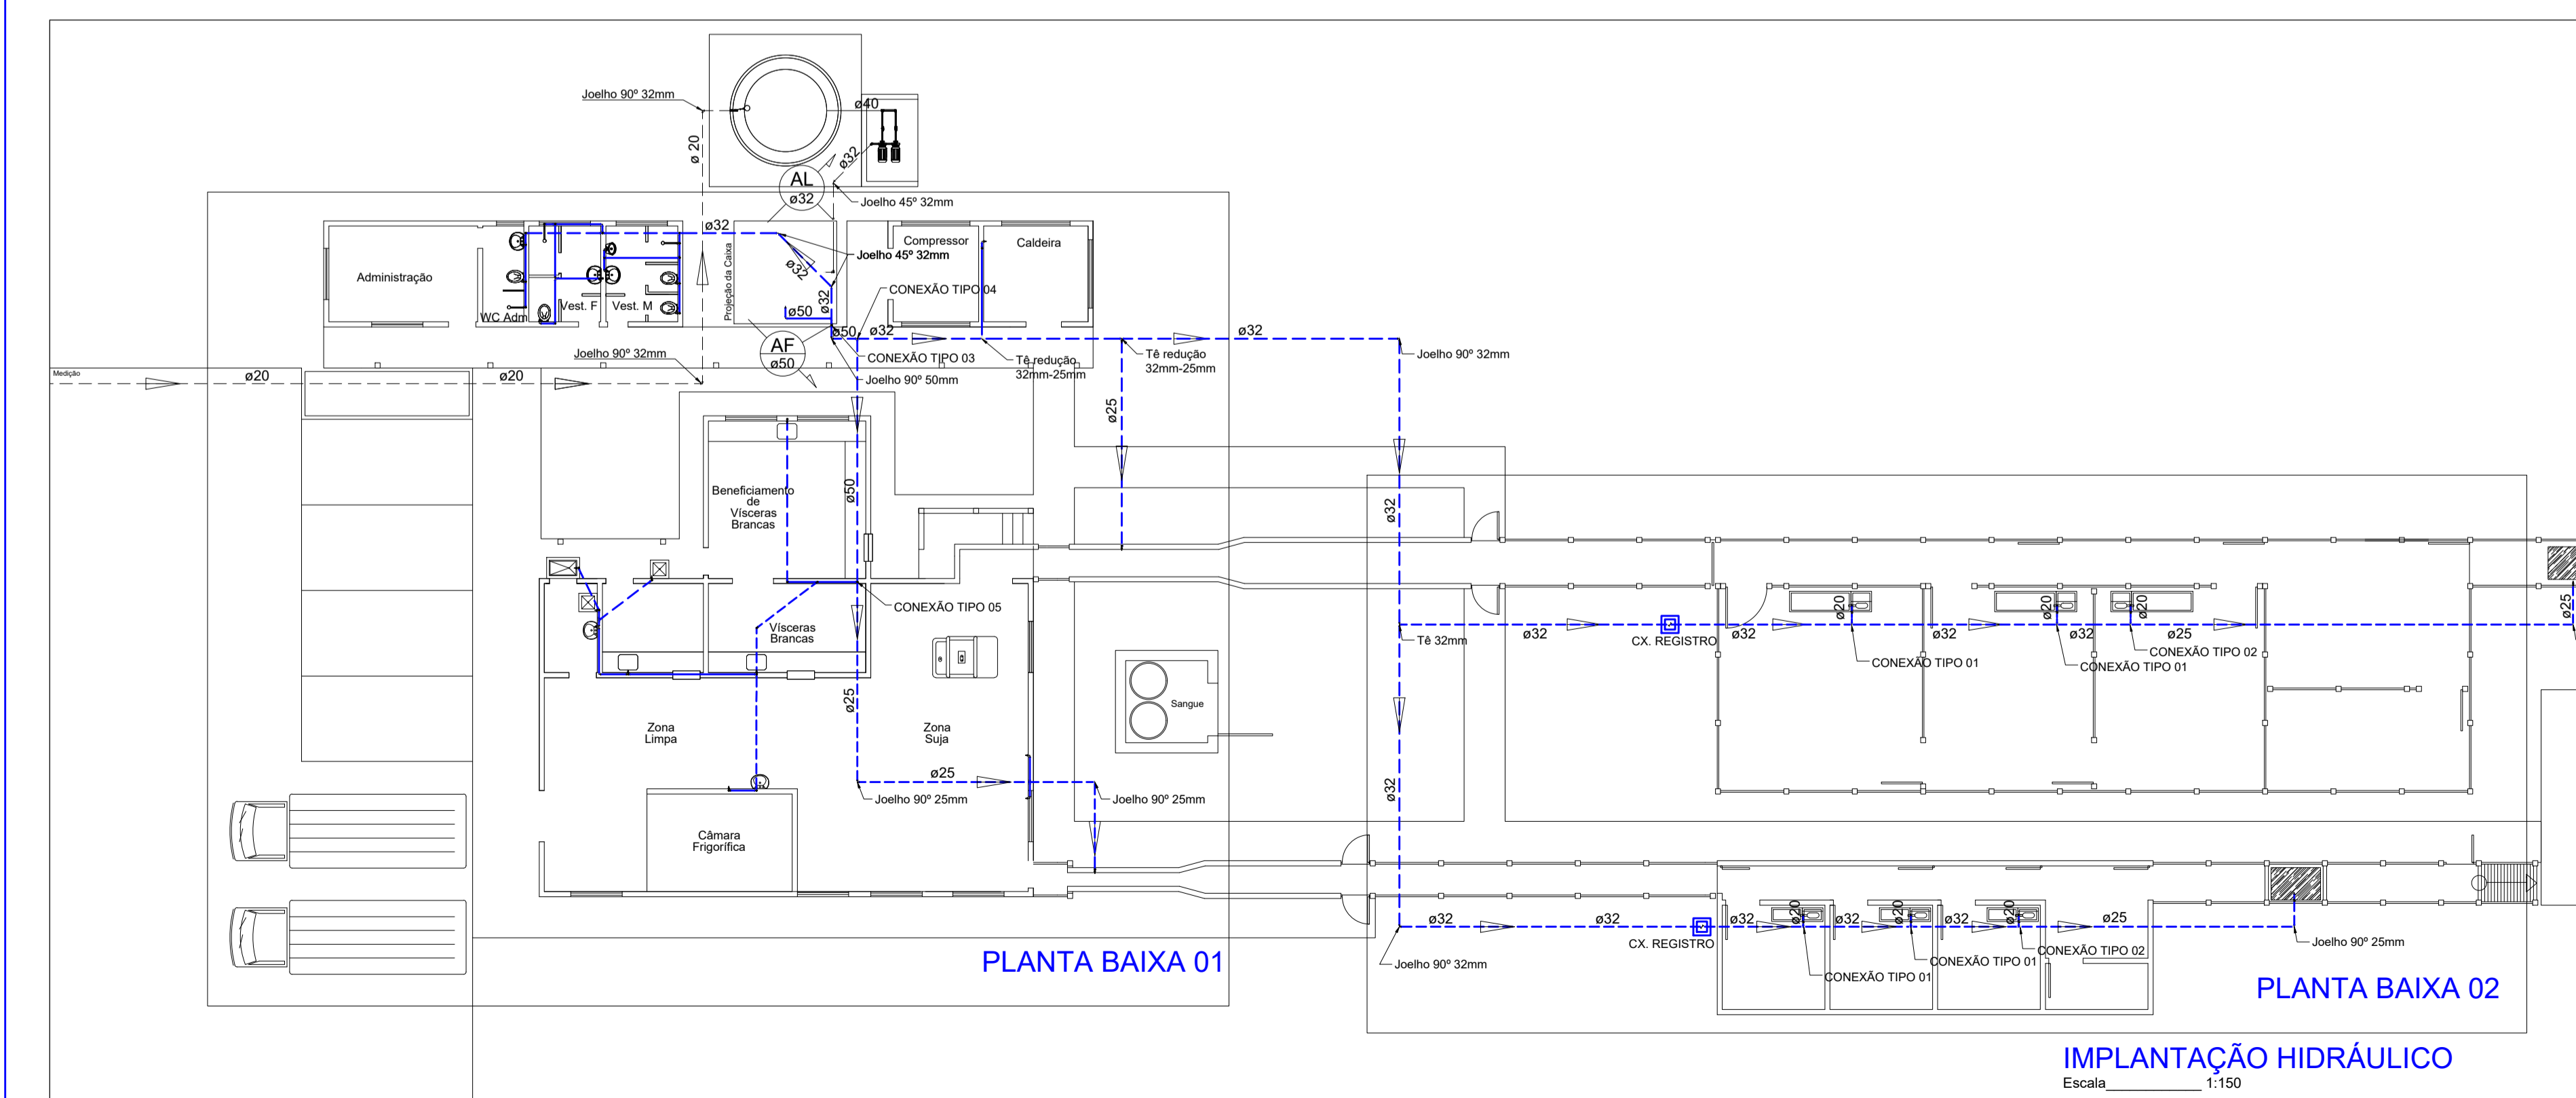 Joelho 90º 32mm
ø40
ø 20
ø32
AL
ø32
Joelho 45º 32mm
ø32
Compressor
Caldeira
Administração
Projeção da Caixa
ø32
Joelho 45º 32mm
WC Adm
Vest. F
Vest. M
CONEXÃO TIPO 04
ø32
ø50
ø50
ø32
ø32
AF
ø50
CONEXÃO TIPO 03
Tê redução
32mm-25mm
Tê redução
32mm-25mm
Joelho 90º 32mm
Joelho 90º 32mm
Joelho 90º 50mm
Medição
ø20
ø20
ø25
Beneficiamento
de
Vísceras
Brancas
ø50
ø32
CONEXÃO TIPO 05
Vísceras
Brancas
Tê 32mm
ø32
CX. REGISTRO
ø32
ø20
ø32
ø20
ø32
ø20
ø25
ø25
CONEXÃO TIPO 01
CONEXÃO TIPO 01
CONEXÃO TIPO 02
ø25
Sangue
Zona
Limpa
Zona
Suja
ø25
Joelho 90º 25mm
Joelho 90º 25mm
ø32
Câmara
Frigorífica
ø32
ø32
CX. REGISTRO
ø32
ø20
ø32
ø20
ø32
ø20
ø25
Joelho 90º 32mm
CONEXÃO TIPO 01
CONEXÃO TIPO 01
CONEXÃO TIPO 02
Joelho 90º 25mm
PLANTA BAIXA 01
PLANTA BAIXA 02
IMPLANTAÇÃO HIDRÁULICO
Escala____________ 1:150